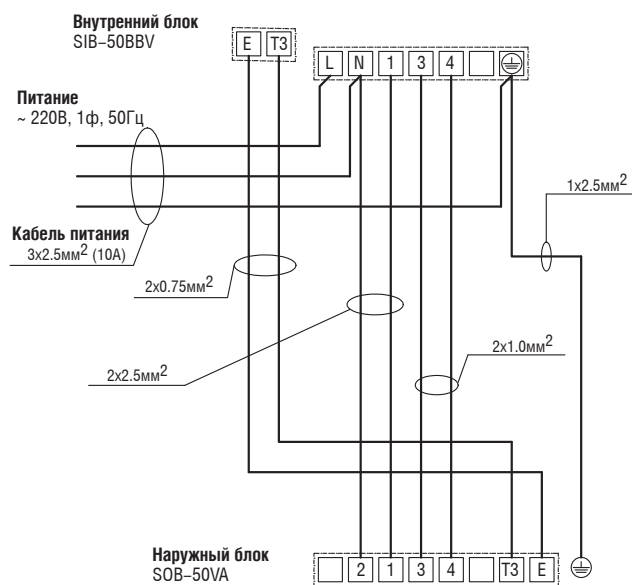 Внутренний блок
SIB–50BBV
E T3
L N 1 3 4
Питание
~ 220В, 1ф, 50Гц
1x2.5мм²
Кабель питания
3x2.5мм² (10А)
2x0.75мм²
2x1.0мм²
2x2.5мм²
Наружный блок
SOB–50VA
2 1 3 4 T3 E